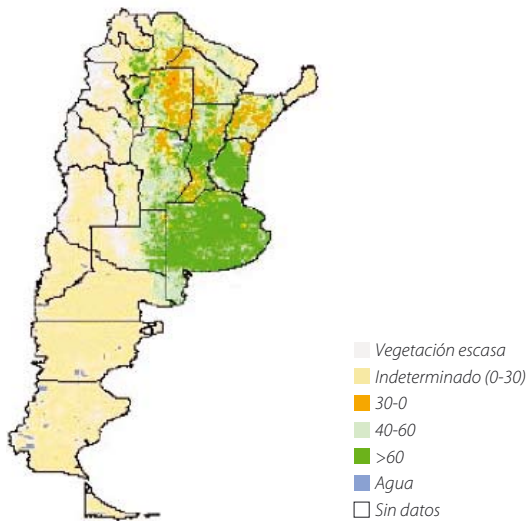 Vegetación escasa
Indeterminado (0-30)
30-0
40-60
>60
Agua
Sin datos